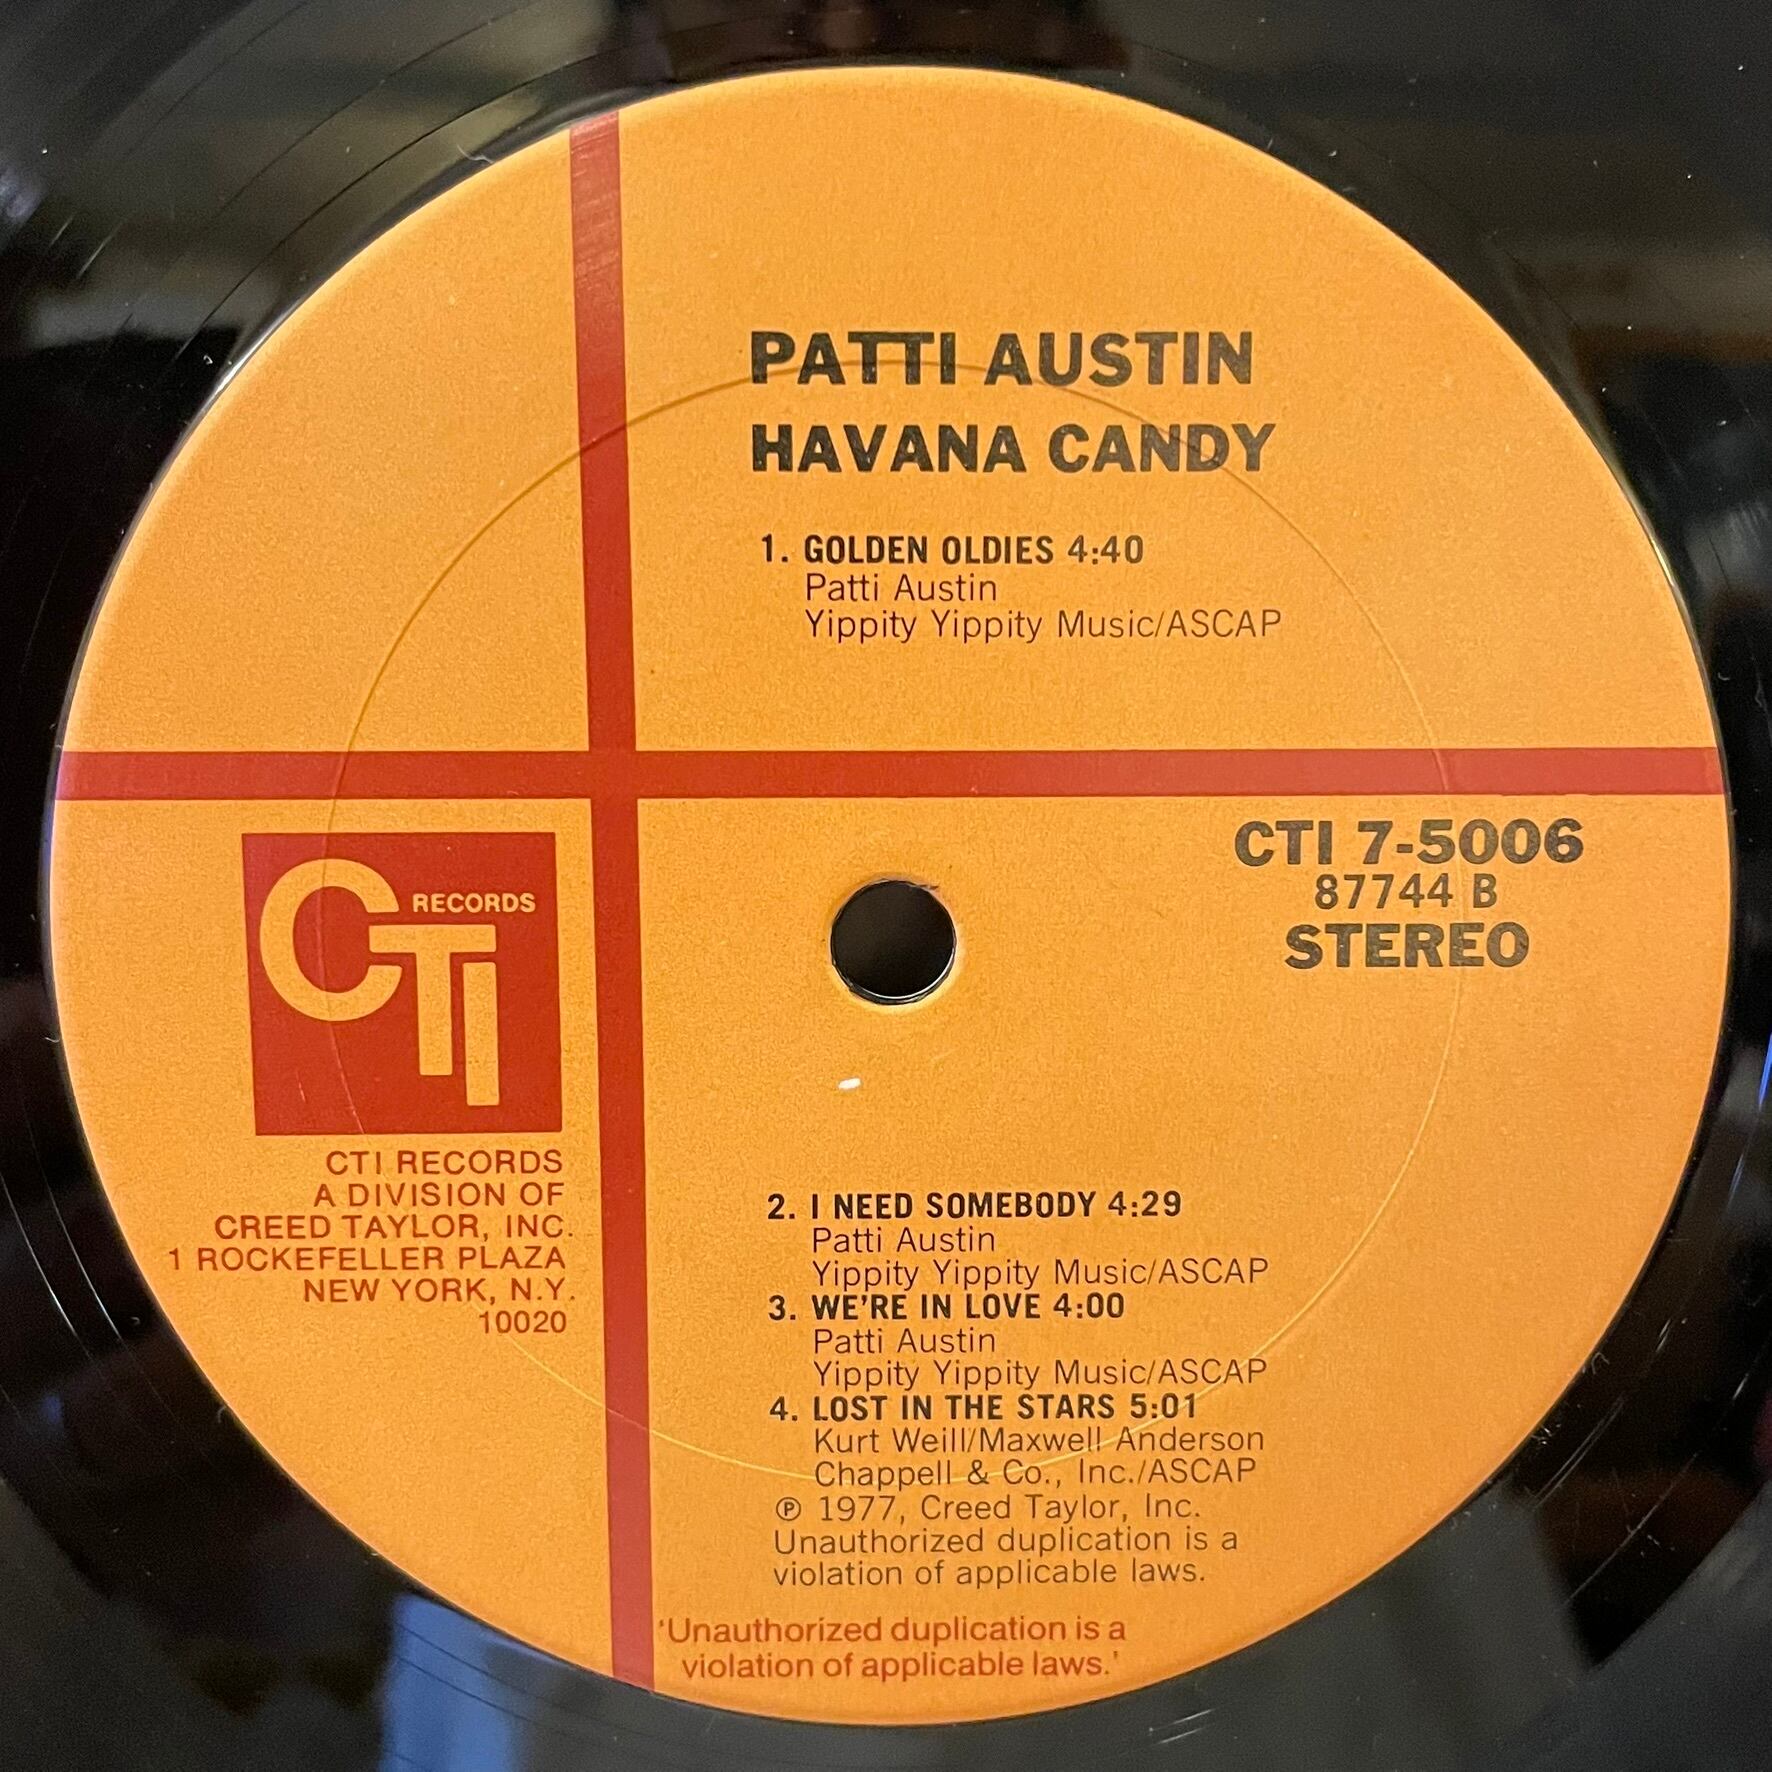 PATTI AUSTIN
HAVANA CANDY
1. GOLDEN OLDIES 4:40
Patti Austin
Yippity Yippity Music/ASCAP
CTI RECORDS
CTI RECORDS
A DIVISION OF
CREED TAYLOR, INC.
1 ROCKEFELLER PLAZA
NEW YORK, N.Y.
10020
CTI 7-5006
87744 B
STEREO
2. I NEED SOMEBODY 4:29
Patti Austin
Yippity Yippity Music/ASCAP
3. WE'RE IN LOVE 4:00
Patti Austin
Yippity Yippity Music/ASCAP
4. LOST IN THE STARS 5:01
Kurt Weill/Maxwell Anderson
Chappell & Co., Inc./ASCAP
℗ 1977, Creed Taylor, Inc.
Unauthorized duplication is a
violation of applicable laws.
'Unauthorized duplication is a
violation of applicable laws.'